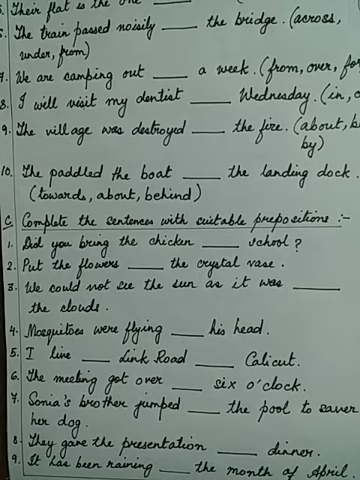 5. Their flat is the one
6. The train passed noisily ____ the bridge. (across,
under, from)
7. We are camping out ____ a week. (from, over, for
8. I will visit my dentist ____ Wednesday. (in, o
9. The village was destroyed ____ the fire. (about, b
by)
10. The paddled the boat ____ the landing dock.
(towards, about, behind)
C Complete the sentences with suitable prepositions :-
1. Did you bring the chicken ____ school?
2. Put the flowers ____ the crystal vase.
3. We could not see the sun as it was ____
the clouds.
4. Mosquitoes were flying ____ his head.
5. I live ____ Link Road ____ Calicut.
6. The meeting got over ____ six o'clock.
7. Sonia's brother jumped ____ the pool to saver
her dog.
8. They gave the presentation ____ dinner.
9. It has been raining ____ the month of April.